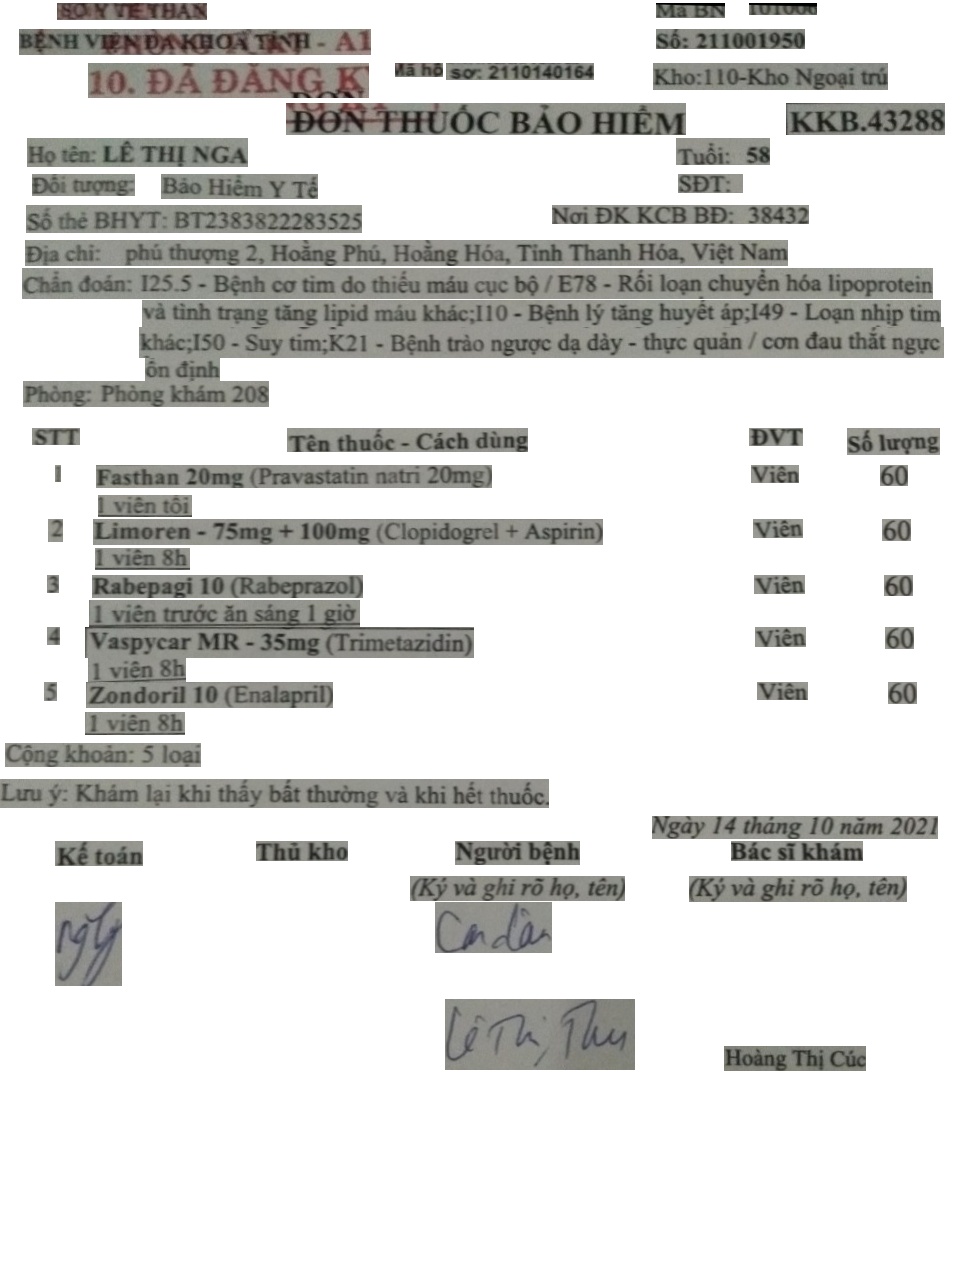 SỞ Y TẾ THAN
Mã BN
BỆNH VIỆN ĐA KHOA TỈNH - A1
Số: 211001950
10. ĐÃ ĐĂNG K
Mã hồ sơ: 2110140164
Kho:110-Kho Ngoại trú
ĐƠN THUỐC BẢO HIỂM
KKB.43288
Họ tên: LÊ THỊ NGA
Tuổi: 58
Đối tượng: Bảo Hiểm Y Tế
SĐT:
Số thẻ BHYT: BT2383822283525
Nơi ĐK KCB BĐ: 38432
Địa chỉ: phú thượng 2, Hoằng Phú, Hoằng Hóa, Tỉnh Thanh Hóa, Việt Nam
Chẩn đoán: I25.5 - Bệnh cơ tim do thiếu máu cục bộ / E78 - Rối loạn chuyển hóa lipoprotein
và tình trạng tăng lipid máu khác;I10 - Bệnh lý tăng huyết áp;I49 - Loạn nhịp tim
khác;I50 - Suy tim;K21 - Bệnh trào ngược dạ dày - thực quản / cơn đau thắt ngực
ổn định
Phòng: Phòng khám 208
STT Tên thuốc - Cách dùng ĐVT Số lượng
1 Fasthan 20mg (Pravastatin natri 20mg) Viên 60
1 viên tối
2 Limoren - 75mg + 100mg (Clopidogrel + Aspirin) Viên 60
1 viên 8h
3 Rabepagi 10 (Rabeprazol) Viên 60
1 viên trước ăn sáng 1 giờ
4 Vaspycar MR - 35mg (Trimetazidin) Viên 60
1 viên 8h
5 Zondoril 10 (Enalapril) Viên 60
1 viên 8h
Cộng khoản: 5 loại
Lưu ý: Khám lại khi thấy bất thường và khi hết thuốc.
Ngày 14 tháng 10 năm 2021
Kế toán Thủ kho Người bệnh Bác sĩ khám
(Ký và ghi rõ họ, tên) (Ký và ghi rõ họ, tên)
Con dâu
Lê Thị Thu
Hoàng Thị Cúc